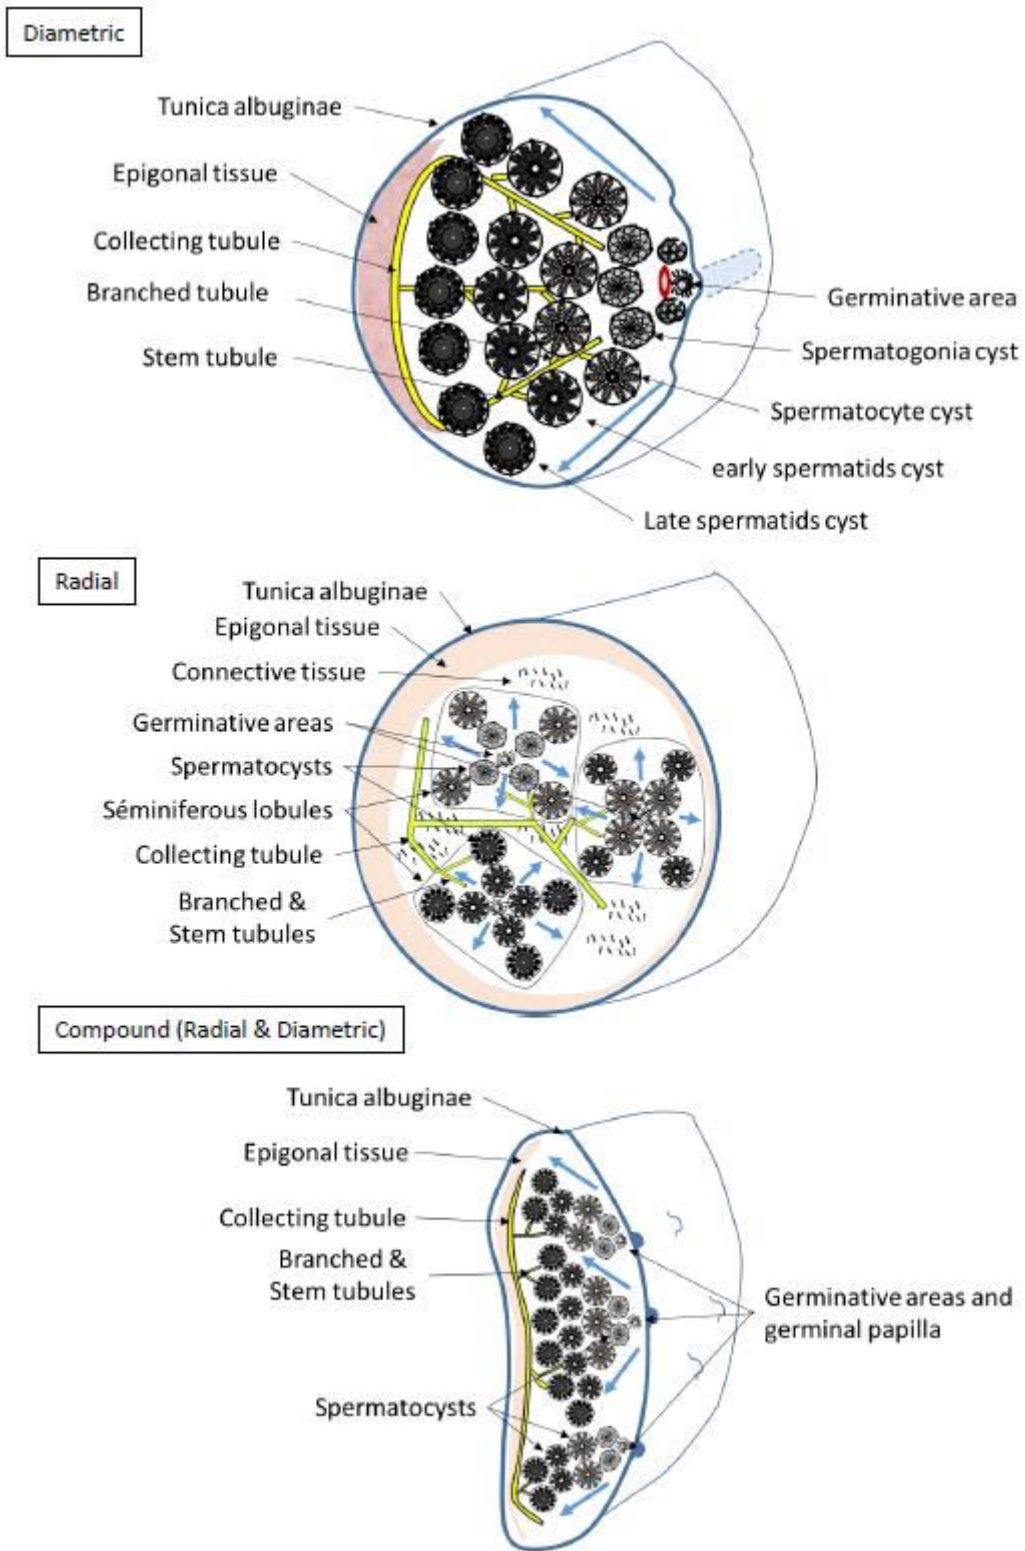 Diametric
Tunica albuginae
Epigonal tissue
Collecting tubule
Branched tubule
Stem tubule
Germinative area
Spermatogonia cyst
Spermatocyte cyst
early spermatids cyst
Late spermatids cyst
Radial
Tunica albuginae
Epigonal tissue
Connective tissue
Germinative areas
Spermatocysts
Séminiferous lobules
Collecting tubule
Branched &
Stem tubules
Compound (Radial & Diametric)
Tunica albuginae
Epigonal tissue
Collecting tubule
Branched &
Stem tubules
Germinative areas and
germinal papilla
Spermatocysts